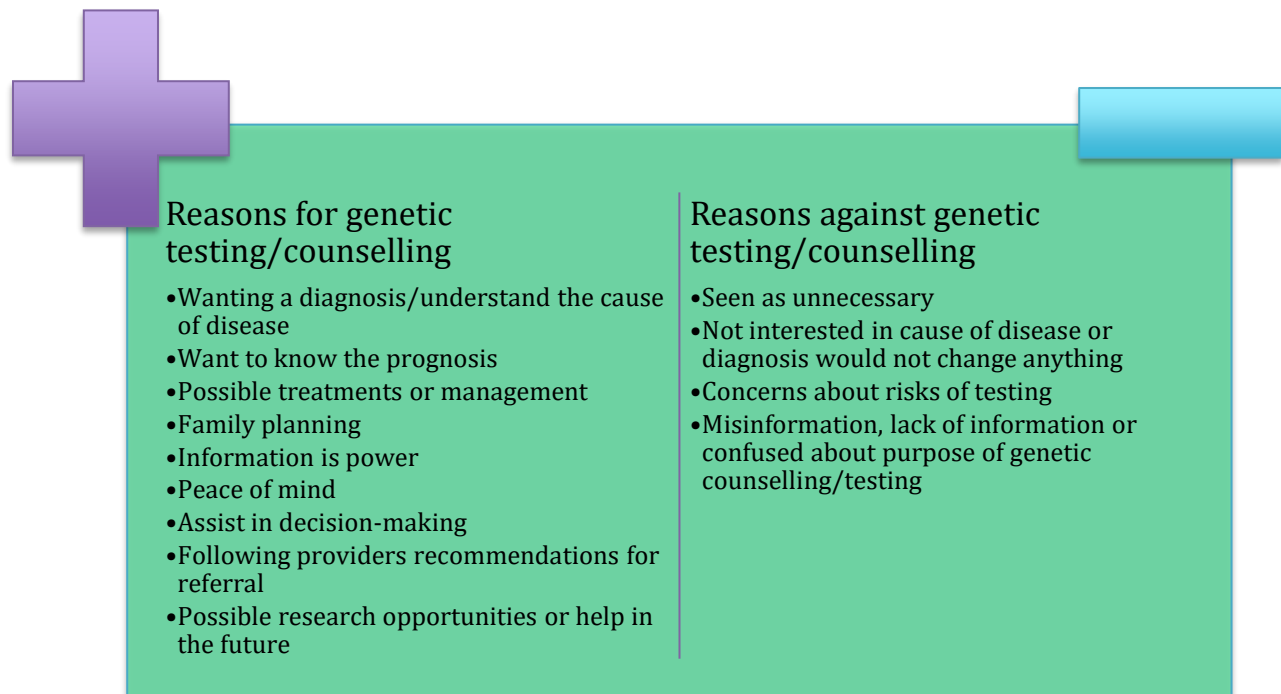 Reasons for genetic
testing/counselling
•Wanting a diagnosis/understand the cause
of disease
•Want to know the prognosis
•Possible treatments or management
•Family planning
•Information is power
•Peace of mind
•Assist in decision-making
•Following providers recommendations for
referral
•Possible research opportunities or help in
the future
Reasons against genetic
testing/counselling
•Seen as unnecessary
•Not interested in cause of disease or
diagnosis would not change anything
•Concerns about risks of testing
•Misinformation, lack of information or
confused about purpose of genetic
counselling/testing